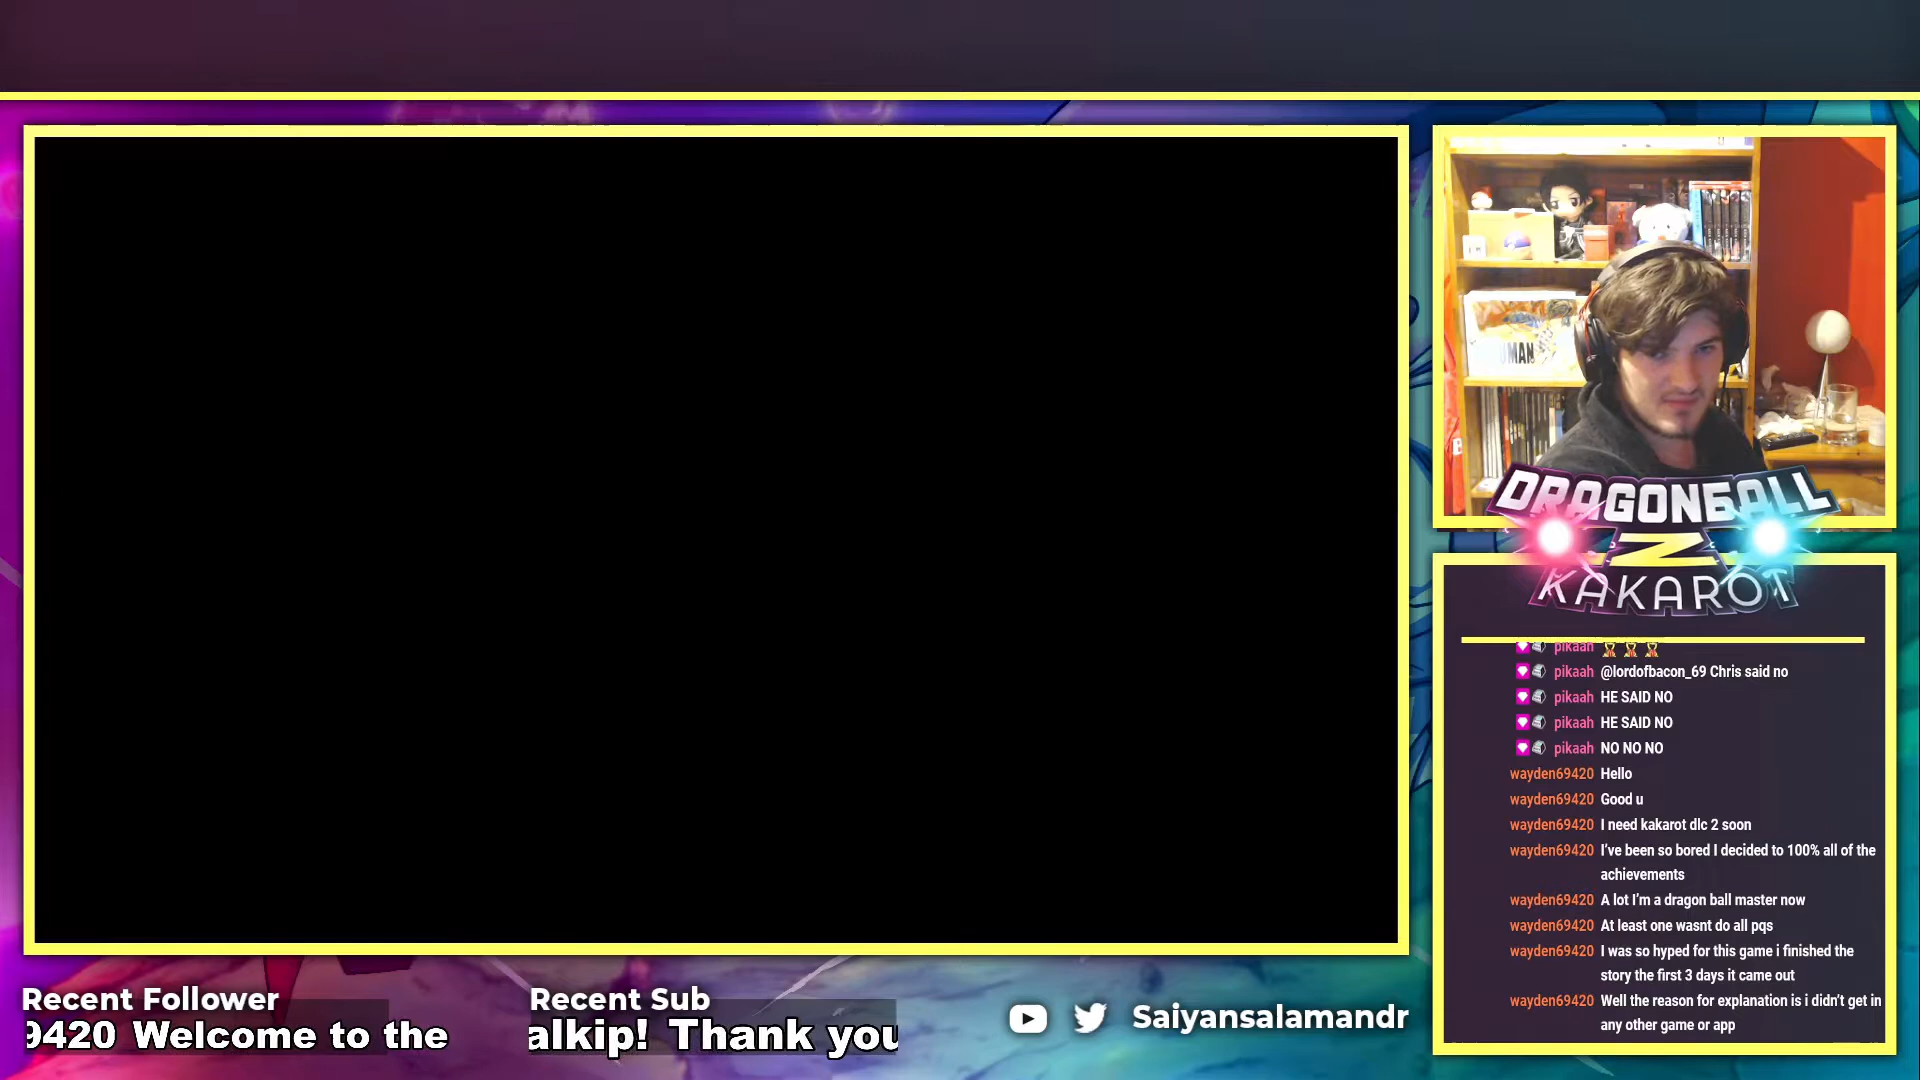 UMAN
DRAGONBALL
Z
KAKAROT
pikaah
pikaah @lordofbacon_69 Chris said no
pikaah HE SAID NO
pikaah HE SAID NO
pikaah NO NO NO
wayden69420 Hello
wayden69420 Good u
wayden69420 I need kakarot dlc 2 soon
wayden69420 I've been so bored I decided to 100% all of the
achievements
wayden69420 A lot I'm a dragon ball master now
wayden69420 At least one wasnt do all pqs
wayden69420 I was so hyped for this game i finished the
story the first 3 days it came out
wayden69420 Well the reason for explanation is i didn't get in
any other game or app
Recent Follower
9420 Welcome to the
Recent Sub
alkip! Thank you
Saiyansalamandr